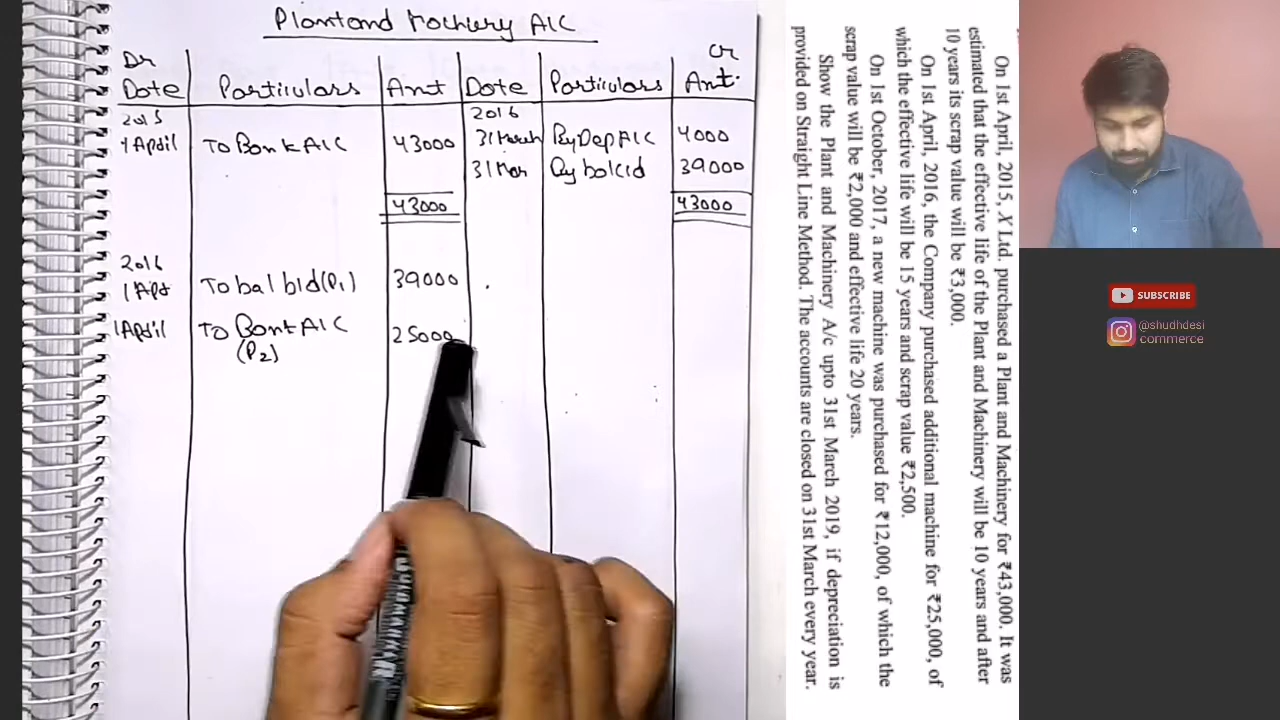 Plant and Machery A/C
Dr
Cr
Date Particulars Amt Date Particulars Amt.
2015
2016
1 April To Bank A/C 43000 31 March By Dep A/C 4000
31 Mar By bal c/d 39000
43000 43000
2016
1 Apr To bal b/d (P1) 39000
1 April To Bank A/C 25000
(P2)
On 1st April, 2015, X Ltd. purchased a Plant and Machinery for ₹43,000. It was
estimated that the effective life of the Plant and Machinery will be 10 years and after
10 years its scrap value will be ₹3,000.
On 1st April, 2016, the Company purchased additional machine for ₹25,000, of
which the effective life will be 15 years and scrap value ₹2,500.
On 1st October, 2017, a new machine was purchased for ₹12,000, of which the
scrap value will be ₹2,000 and effective life 20 years.
Show the Plant and Machinery A/c upto 31st March 2019, if depreciation is
provided on Straight Line Method. The accounts are closed on 31st March every year.
SUBSCRIBE
@shudhdesi
commerce